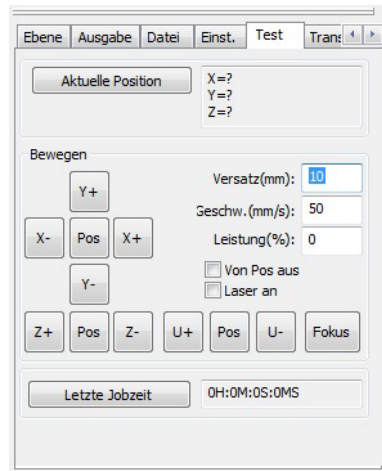 Ebene Ausgabe Datei Einst. Test Trans
Aktuelle Position
X=?
Y=?
Z=?
Bewegen
Versatz(mm): 10
Y+
Geschw.(mm/s): 50
X- Pos X+
Leistung(%): 0
Von Pos aus
Y-
Laser an
Z+ Pos Z- U+ Pos U- Fokus
Letzte Jobzeit 0H:0M:0S:0MS